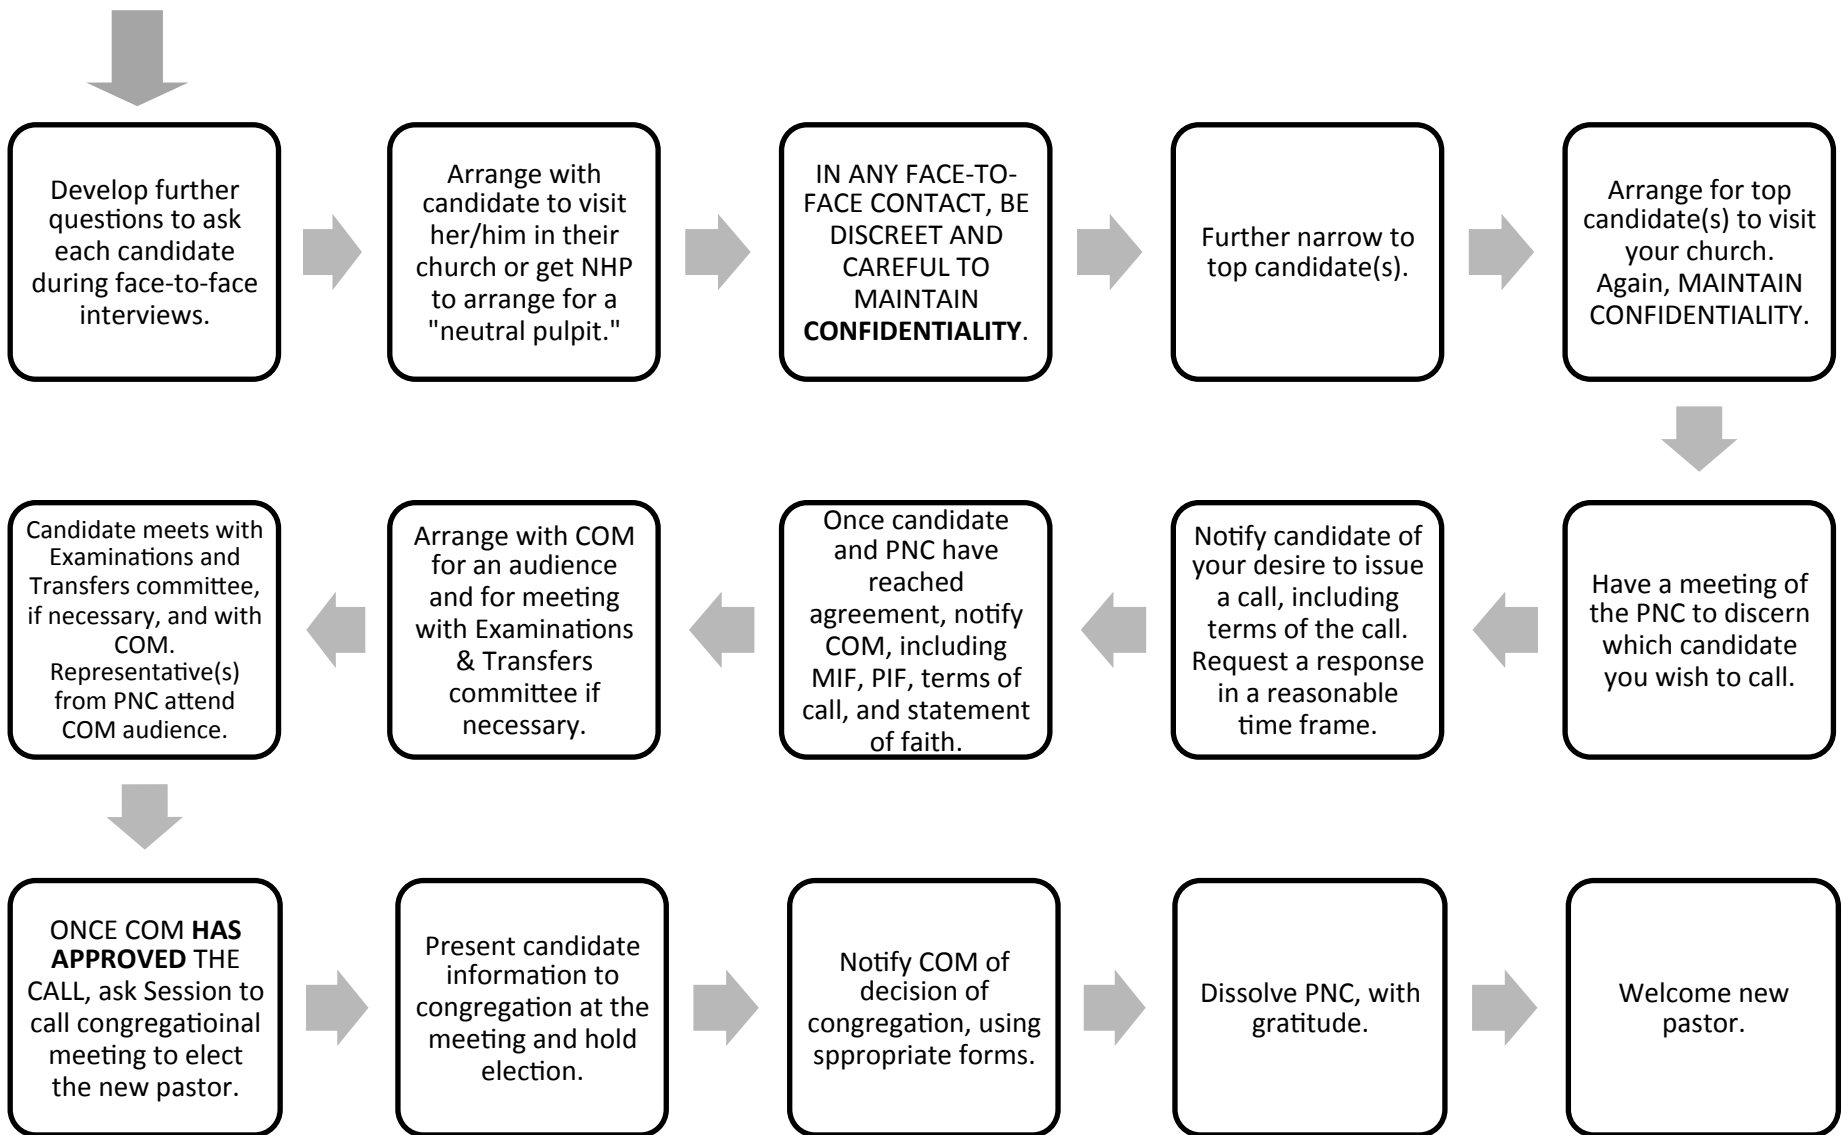 Develop further
questions to ask
each candidate
during face-to-face
interviews.
Arrange with
candidate to visit
her/him in their
church or get NHP
to arrange for a
"neutral pulpit."
IN ANY FACE-TO-
FACE CONTACT, BE
DISCREET AND
CAREFUL TO
MAINTAIN
CONFIDENTIALITY.
Further narrow to
top candidate(s).
Arrange for top
candidate(s) to visit
your church.
Again, MAINTAIN
CONFIDENTIALITY.
Have a meeting of
the PNC to discern
which candidate
you wish to call.
Notify candidate of
your desire to issue
a call, including
terms of the call.
Request a response
in a reasonable
time frame.
Once candidate
and PNC have
reached
agreement, notify
COM, including
MIF, PIF, terms of
call, and statement
of faith.
Arrange with COM
for an audience
and for meeting
with Examinations
& Transfers
committee if
necessary.
Candidate meets with
Examinations and
Transfers committee,
if necessary, and with
COM.
Representative(s)
from PNC attend
COM audience.
ONCE COM HAS
APPROVED THE
CALL, ask Session to
call congregatioinal
meeting to elect
the new pastor.
Present candidate
information to
congregation at the
meeting and hold
election.
Notify COM of
decision of
congregation, using
sppropriate forms.
Dissolve PNC, with
gratitude.
Welcome new
pastor.